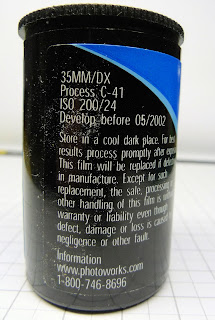 35MM/DX
Process C-41
ISO 200/24
Develop before 05/2002
Store in a cool dark place. For best
results process promptly after
This film will be replaced if
in manufacture. Except for such
replacement, the sale, processing or
other handling of this film is
warranty or liability even though
defect, damage or loss is caused
negligence or other fault.
Information
www.photoworks.com
1-800-746-8696